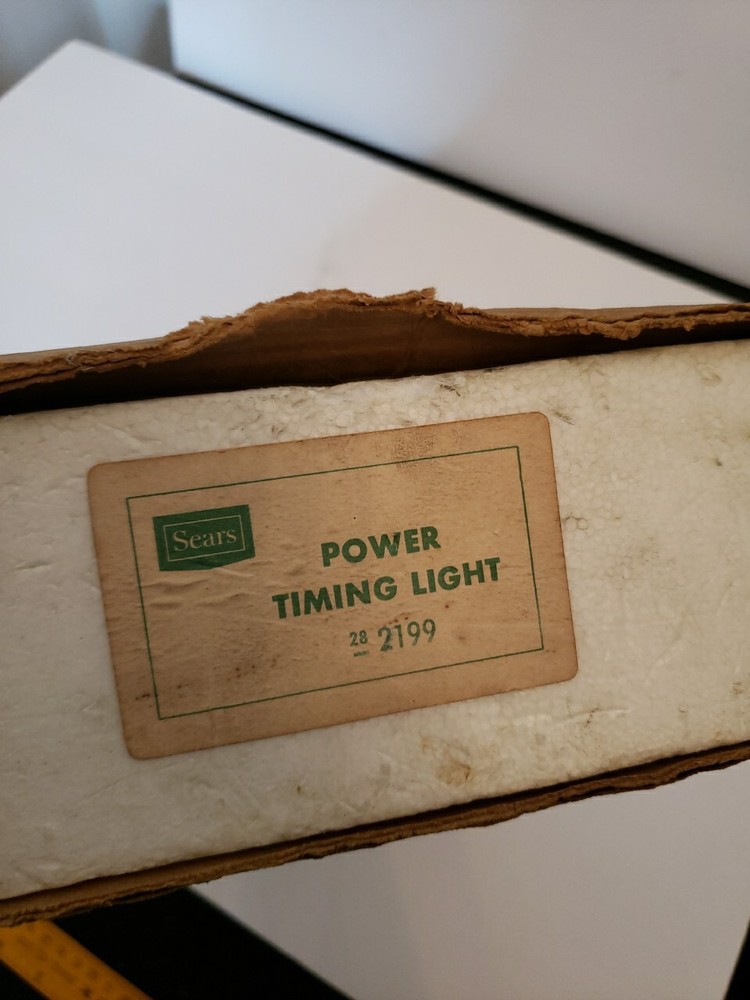 Sears
POWER
TIMING LIGHT
28 2199